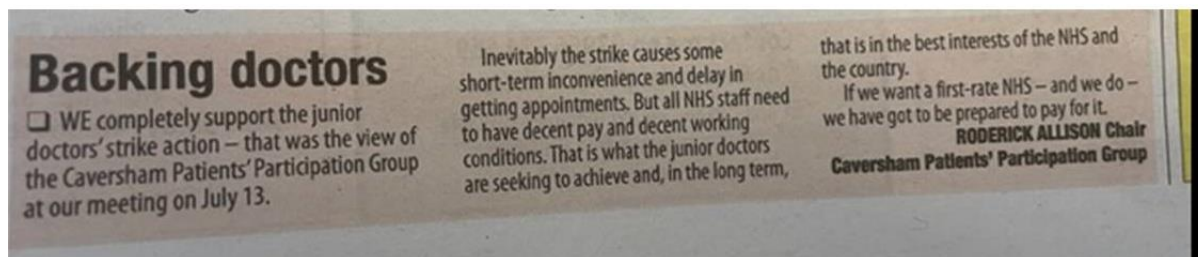 Backing doctors
❑ WE completely support the junior
doctors' strike action – that was the view of
the Caversham Patients' Participation Group
at our meeting on July 13.
Inevitably the strike causes some
short-term inconvenience and delay in
getting appointments. But all NHS staff need
to have decent pay and decent working
conditions. That is what the junior doctors
are seeking to achieve and, in the long term,
that is in the best interests of the NHS and
the country.
If we want a first-rate NHS – and we do –
we have got to be prepared to pay for it.
RODERICK ALLISON Chair
Caversham Patients' Participation Group